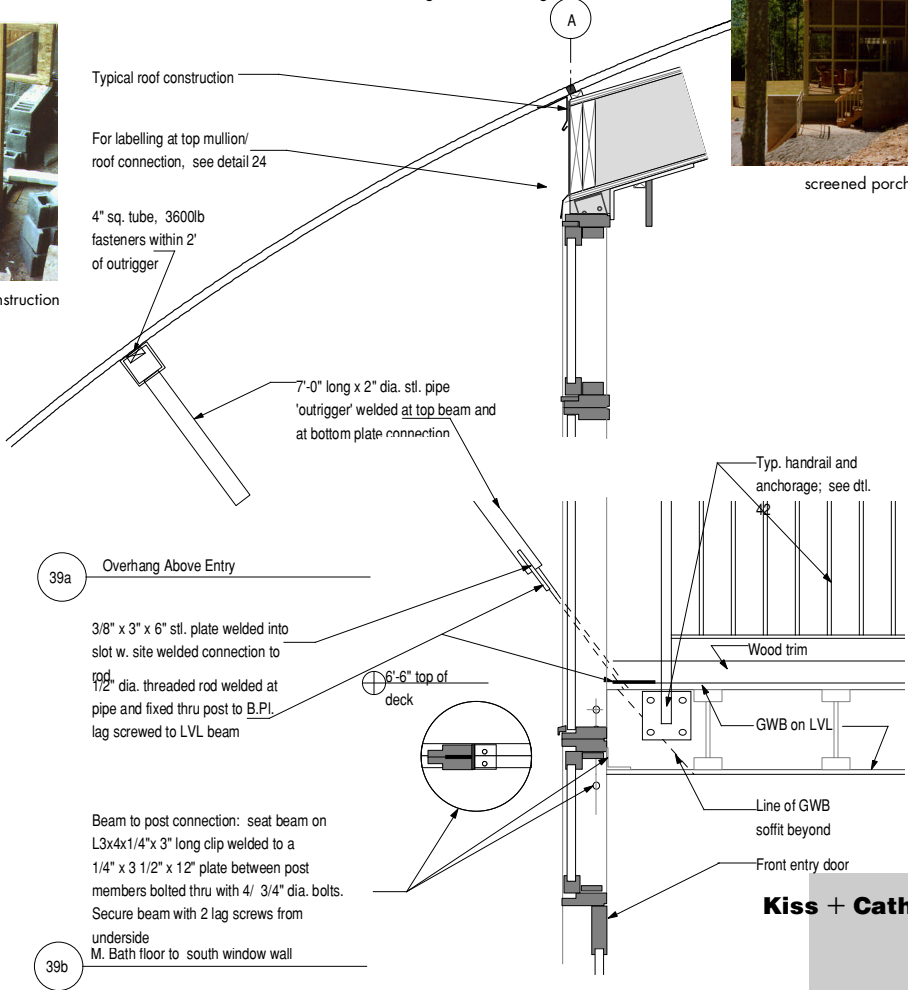 A
Typical roof construction
For labelling at top mullion/
roof connection, see detail 24
4" sq. tube, 3600lb
fasteners within 2'
of outrigger
screened porch
nstruction
7'-0" long x 2" dia. stl. pipe
'outrigger' welded at top beam and
at bottom plate connection
Typ. handrail and
anchorage; see dtl.
42
39a
Overhang Above Entry
3/8" x 3" x 6" stl. plate welded into
slot w. site welded connection to
rod
1/2" dia. threaded rod welded at
pipe and fixed thru post to B.Pl.
lag screwed to LVL beam
6'-6" top of
deck
Wood trim
GWB on LVL
Line of GWB
soffit beyond
Front entry door
Beam to post connection: seat beam on
L3x4x1/4"x 3" long clip welded to a
1/4" x 3 1/2" x 12" plate between post
members bolted thru with 4/ 3/4" dia. bolts.
Secure beam with 2 lag screws from
underside
39b
M. Bath floor to south window wall
Kiss + Cath